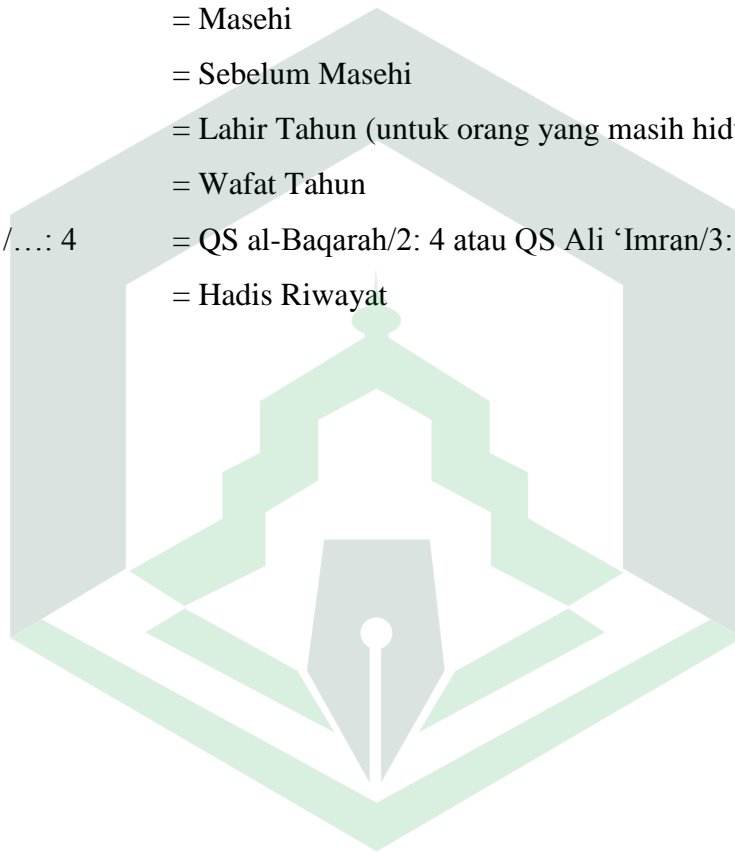 = Masehi
= Sebelum Masehi
= Lahir Tahun (untuk orang yang masih
= Wafat Tahun
/…: 4 = QS al-Baqarah/2: 4 atau QS Ali ‘Imran/3:
= Hadis Riwayat